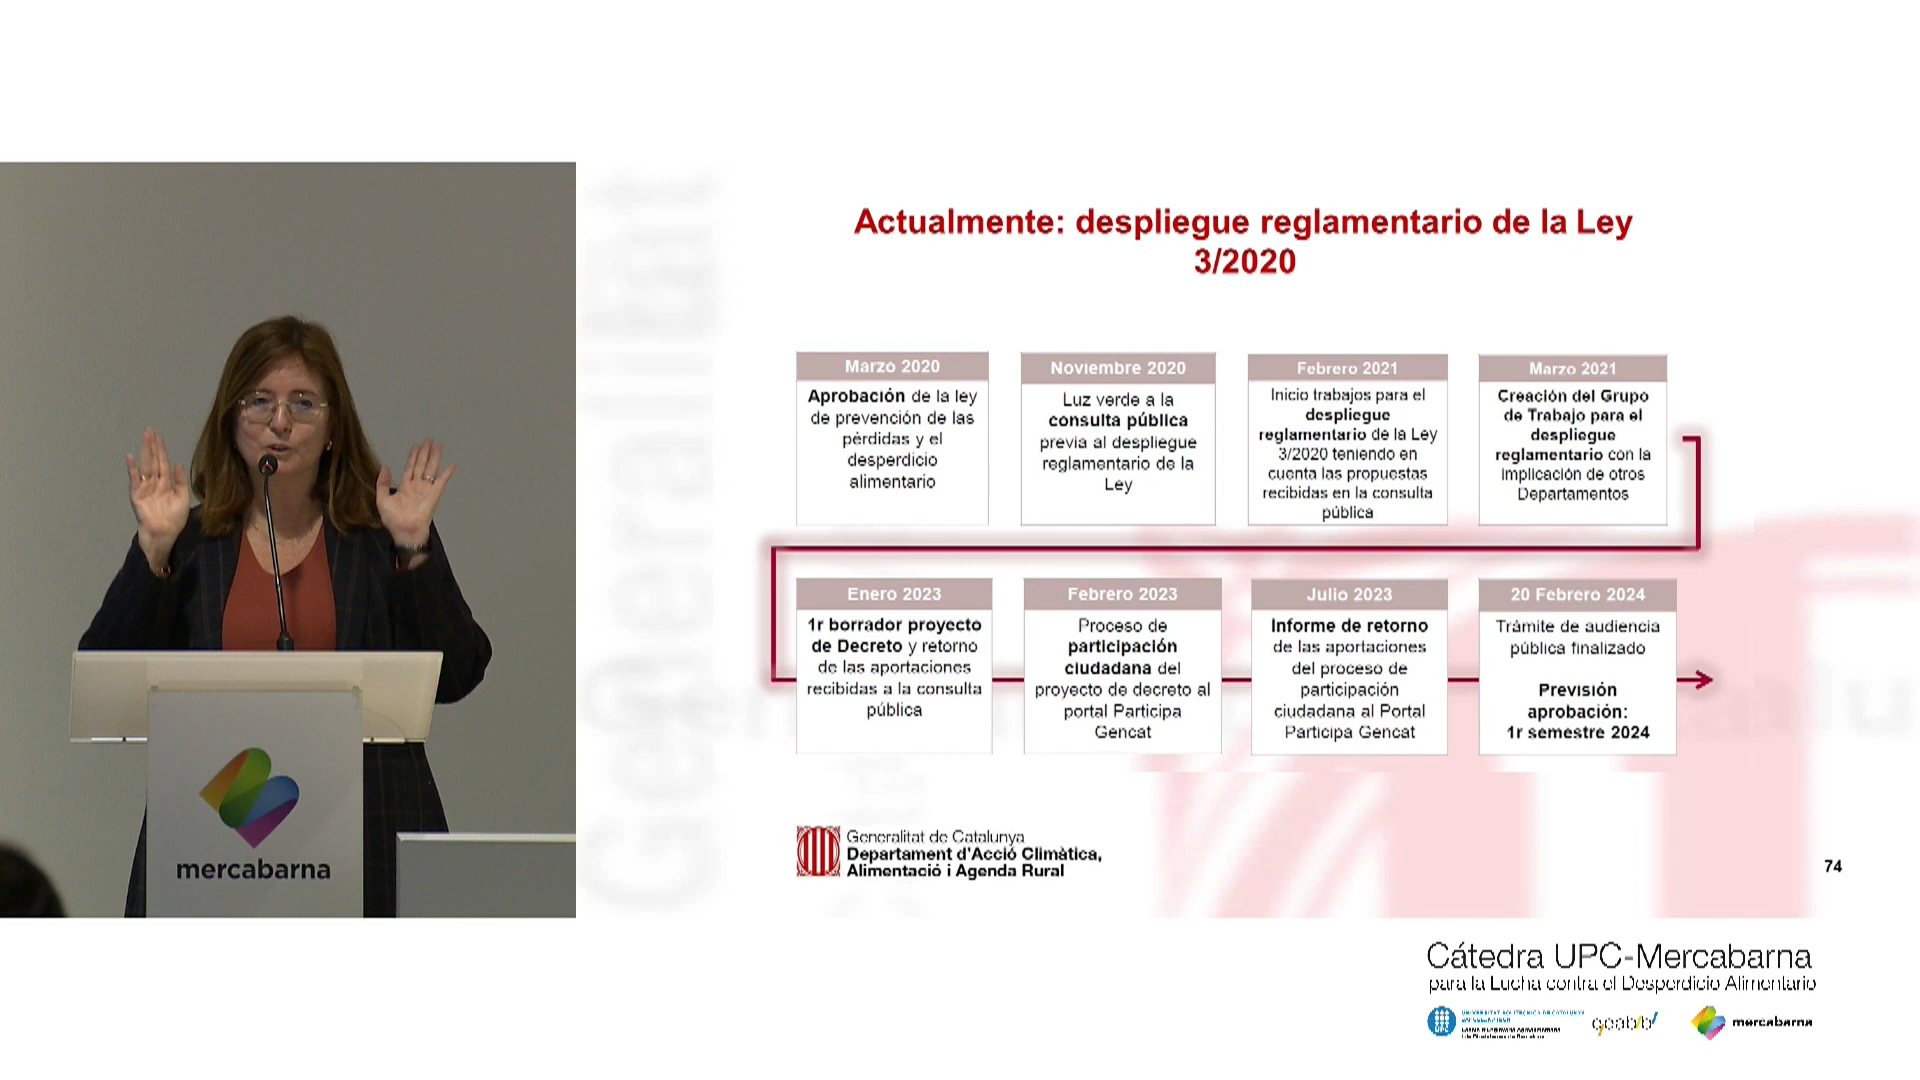 Actualmente: despliegue reglamentario de la Ley
3/2020
Marzo 2020
Aprobación de la ley
de prevención de las
pérdidas y el
desperdicio
alimentario
Noviembre 2020
Luz verde a la
consulta pública
previa al despliegue
reglamentario de la
Ley
Febrero 2021
Inicio trabajos para el
despliegue
reglamentario de la Ley
3/2020 teniendo en
cuenta las propuestas
recibidas en la consulta
pública
Marzo 2021
Creación del Grupo
de Trabajo para el
despliegue
reglamentario con la
implicación de otros
Departamentos
Enero 2023
1r borrador proyecto
de Decreto y retorno
de las aportaciones
recibidas a la consulta
pública
Febrero 2023
Proceso de
participación
ciudadana del
proyecto de decreto al
portal Participa
Gencat
Julio 2023
Informe de retorno
de las aportaciones
del proceso de
participación
ciudadana al Portal
Participa Gencat
20 Febrero 2024
Trámite de audiencia
pública finalizado
Previsión
aprobación:
1r semestre 2024
Generalitat de Catalunya
Departament d'Acció Climàtica,
Alimentació i Agenda Rural
74
mercabarna
Cátedra UPC-Mercabarna
para la Lucha contra el Desperdicio Alimentario
UPC
UNIVERSITAT POLITÈCNICA DE CATALUNYA
BARCELONATECH
mercabarna